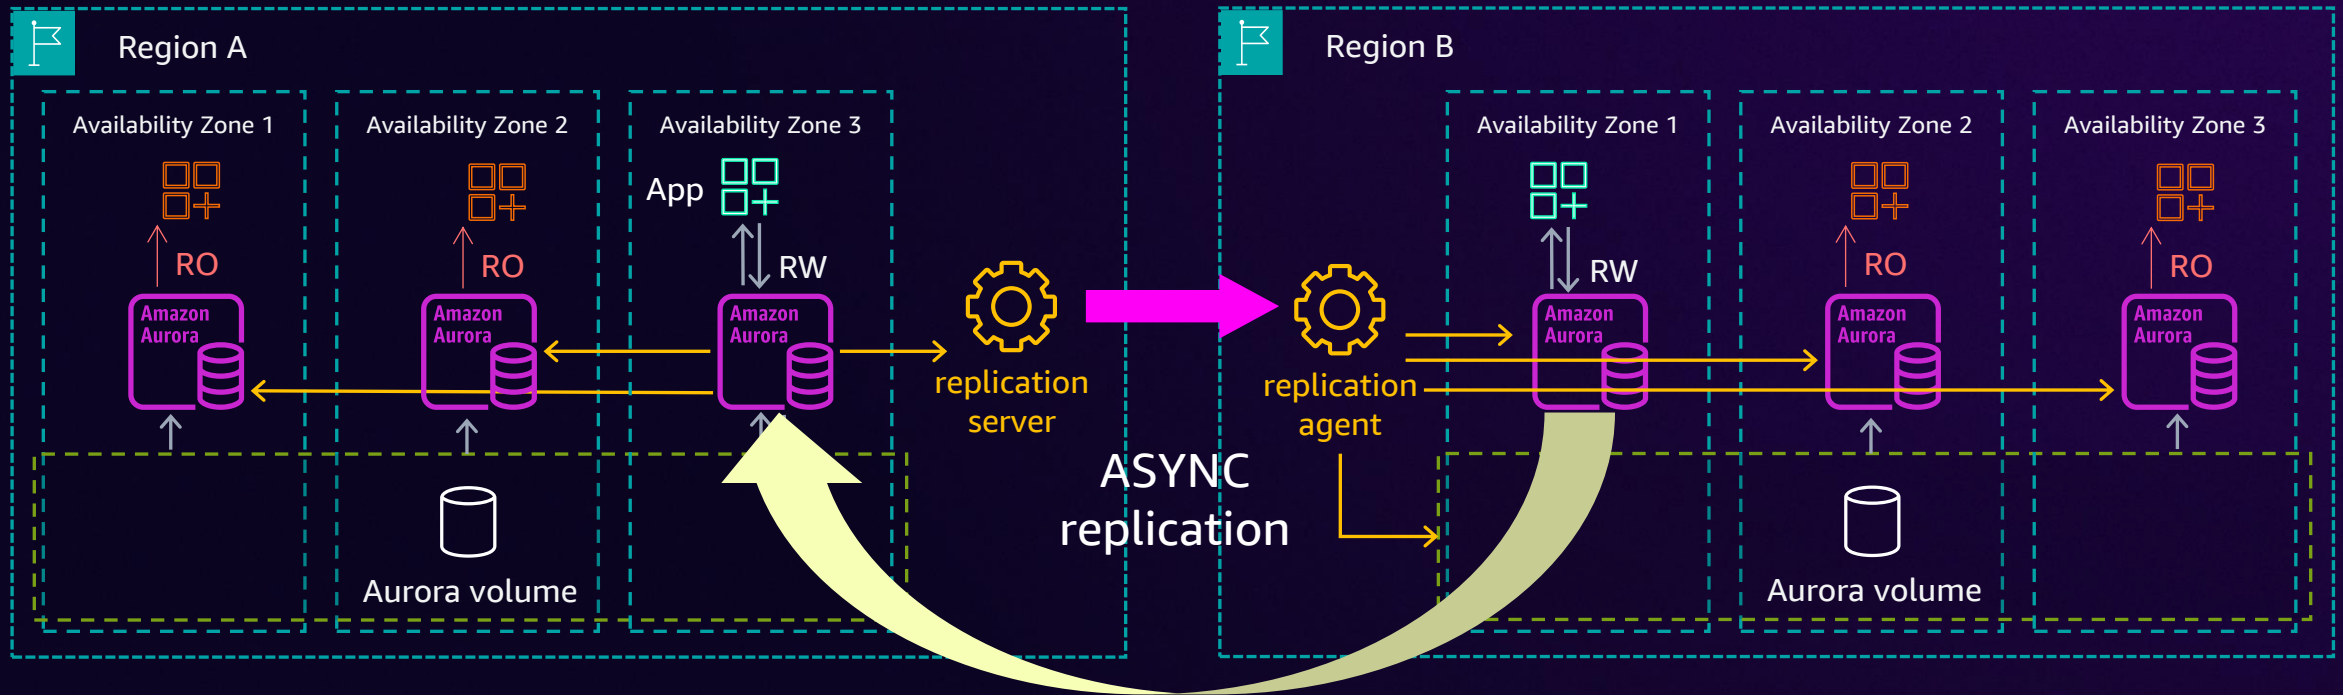 Region A
Availability Zone 1
Availability Zone 2
Availability Zone 3
App
RO
RO
RW
Amazon
Aurora
Amazon
Aurora
Amazon
Aurora
replication
server
Aurora volume
ASYNC
replication
Region B
Availability Zone 1
Availability Zone 2
Availability Zone 3
RW
RO
RO
replication
agent
Amazon
Aurora
Amazon
Aurora
Amazon
Aurora
Aurora volume